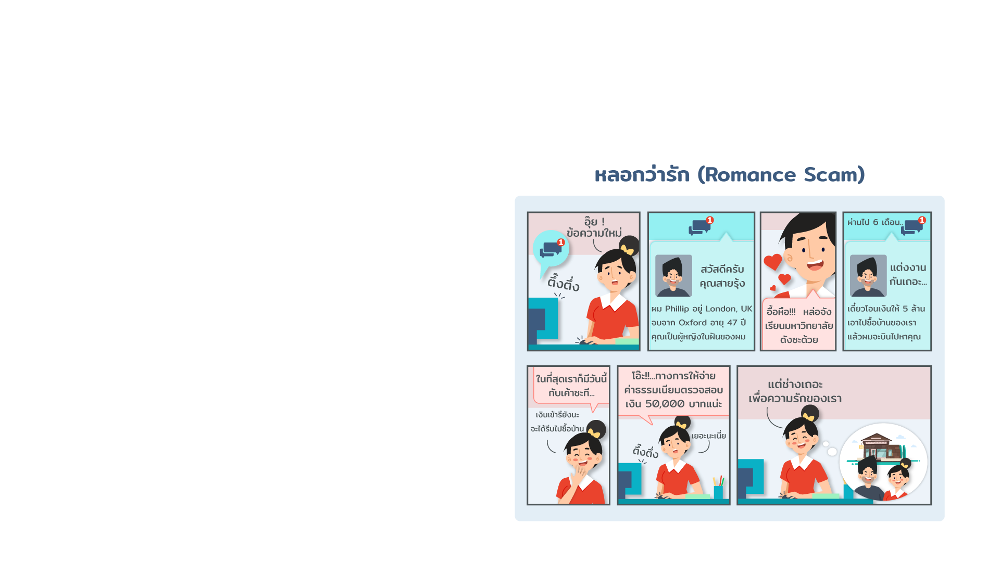 หลอกว่ารัก (Romance Scam)
อุ๊ย !
ข้อความใหม่
1
ตึ๊งตึ่ง
1
สวัสดีครับ
คุณสายรุ้ง
ผม Phillip อยู่ London, UK
จบจาก Oxford อายุ 47 ปี
คุณเป็นผู้หญิงในฝันของผม
อื้อหือ!!! หล่อจัง
เรียนมหาวิทยาลัย
ดังซะด้วย
ผ่านไป 6 เดือน..
1
แต่งงาน
กันเถอะ...
เดี๋ยวโอนเงินให้ 5 ล้าน
เอาไปซื้อบ้านของเรา
แล้วผมจะบินไปหาคุณ
ในที่สุดเราก็มีวันนี้
กับเค้าซะที...
เงินเข้ารึยังนะ
จะได้รีบไปซื้อบ้าน
โอ๊ะ!!...ทางการให้จ่าย
ค่าธรรมเนียมตรวจสอบ
เงิน 50,000 บาทแน่ะ
เยอะนะเนี่ย
ตึ๊งตึ่ง
แต่ช่างเถอะ
เพื่อความรักของเรา